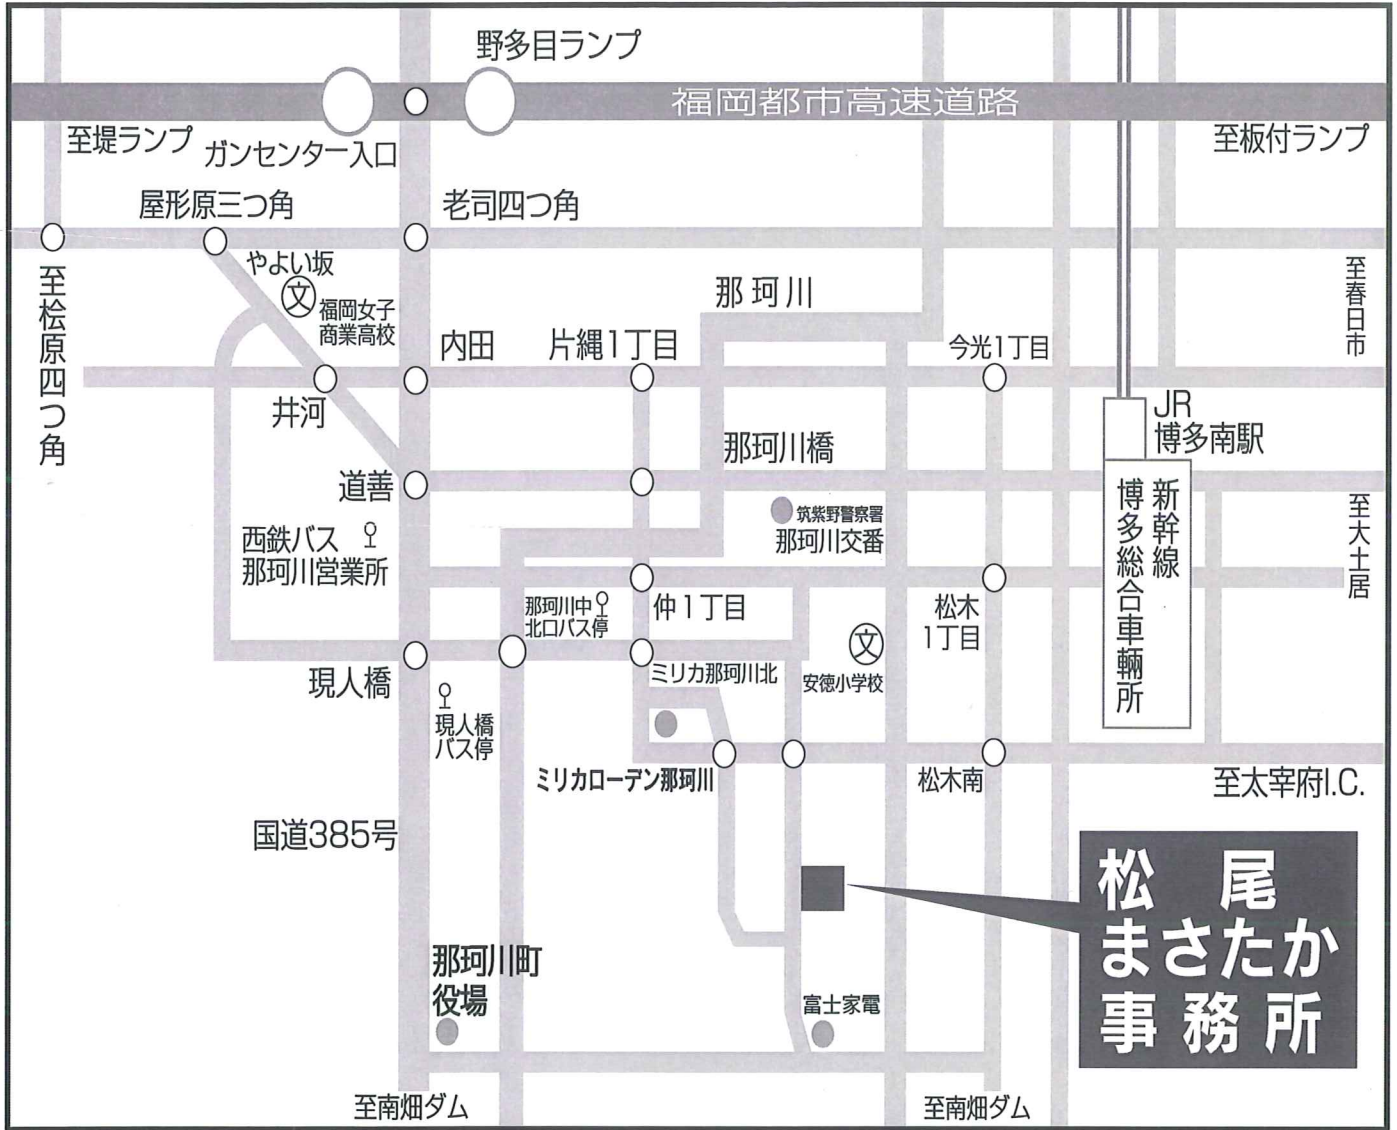 野多目ランプ
福岡都市高速道路
至堤ランプ
ガンセンター入口
至板付ランプ
屋形原三つ角
老司四つ角
やよい坂
文
福岡女子
商業高校
至桧原四つ角
那珂川
至春日市
内田
片縄1丁目
今光1丁目
井河
JR
博多南駅
那珂川橋
道善
新幹線
博多総合車輌所
筑紫野警察署
那珂川交番
西鉄バス
那珂川営業所
至大土居
那珂川中
北口バス停
仲1丁目
松木
1丁目
文
現人橋
ミリカ那珂川北
安徳小学校
現人橋
バス停
ミリカローデン那珂川
松木南
至太宰府I.C.
国道385号
松尾
まさたか
事務所
那珂川町
役場
富士家電
至南畑ダム
至南畑ダム